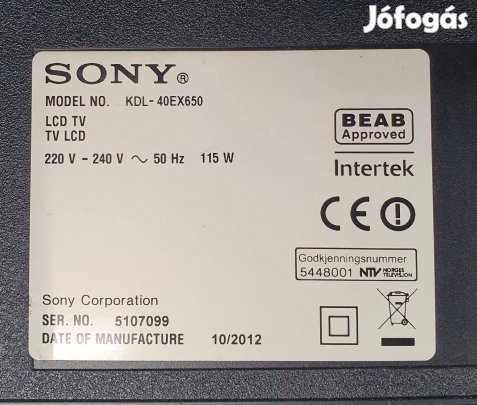 Jófogás
SONY®
MODEL NO. KDL-40EX650
LCD TV
TV LCD
220 V - 240 V ~ 50 Hz 115 W
BEAB
Approved
Intertek
CE
Godkjenningsnummer
5448001 NTV NORGES TELEVISJON
Sony Corporation
SER. NO. 5107099
DATE OF MANUFACTURE 10/2012